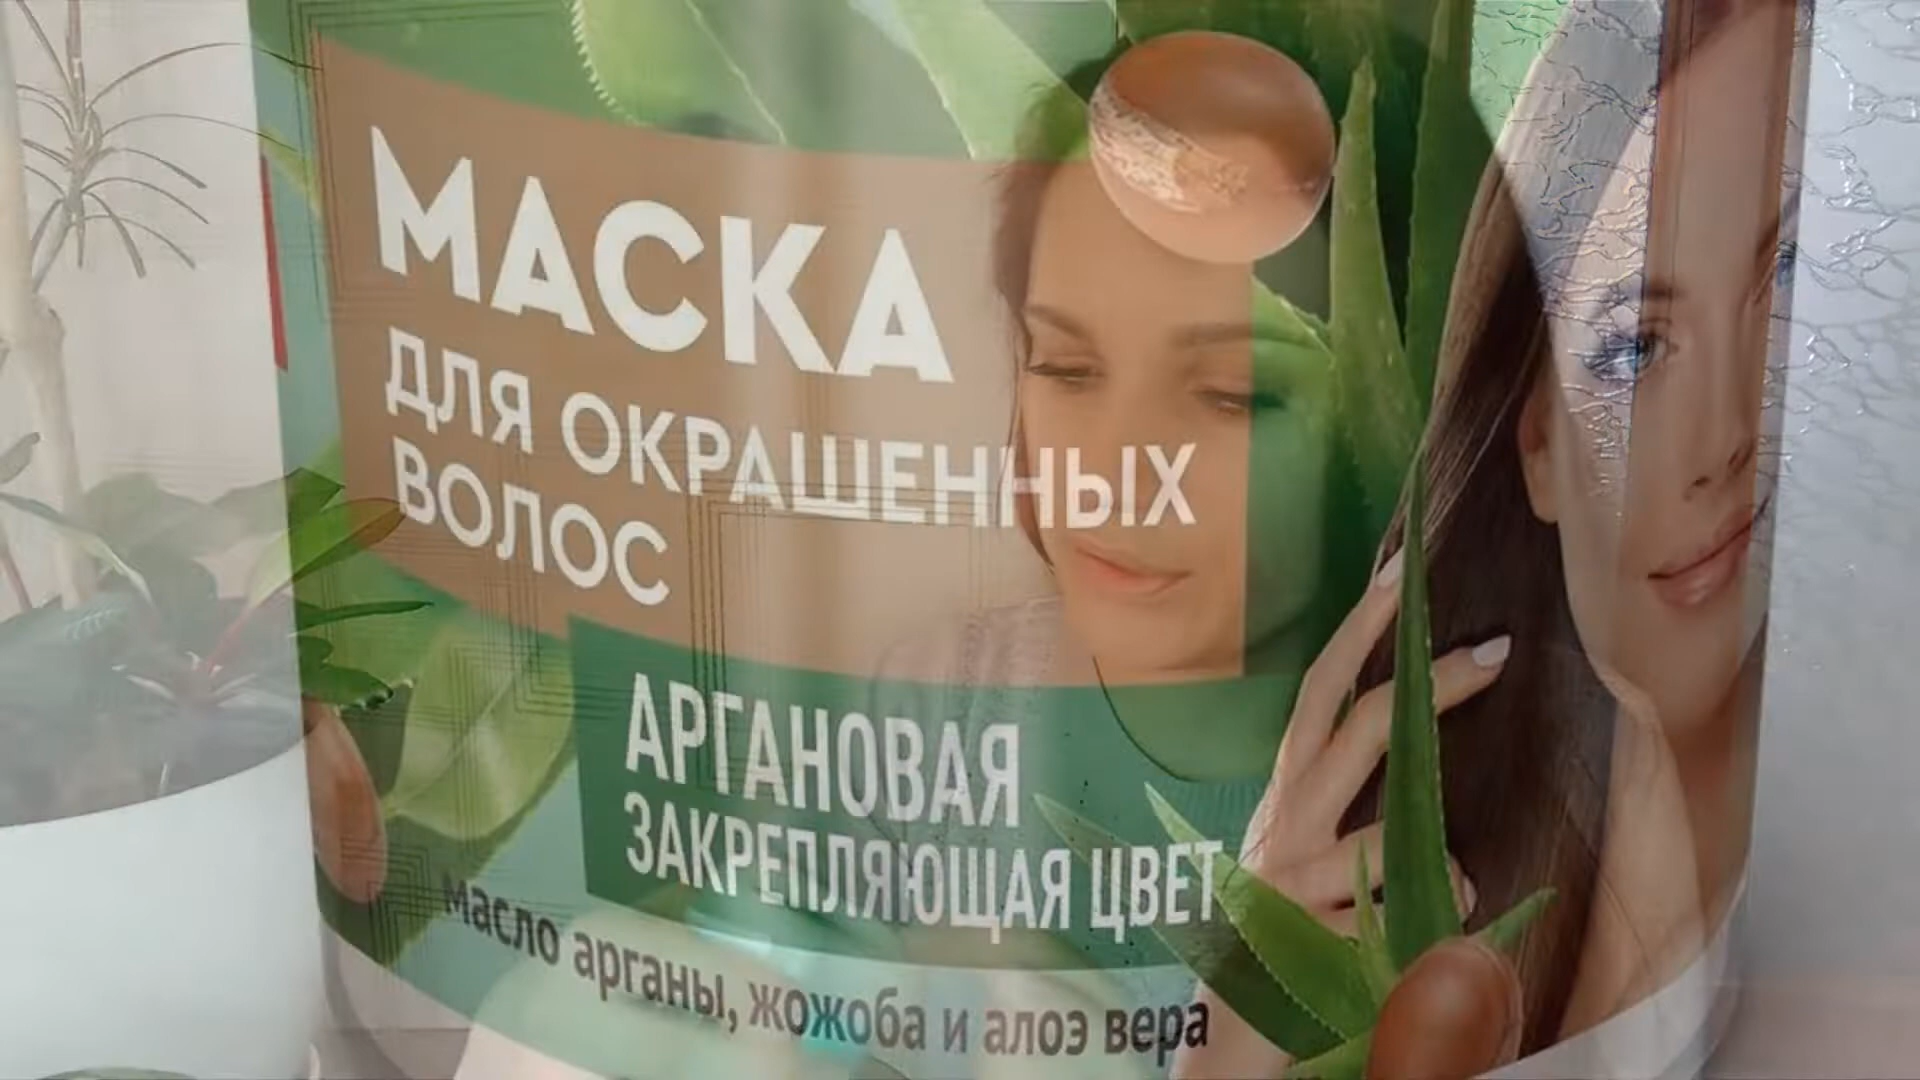 МАСКА
ДЛЯ ОКРАШЕННЫХ
ВОЛОС
АРГАНОВАЯ
ЗАКРЕПЛЯЮЩАЯ ЦВЕТ
масло арганы, жожоба и алоэ вера